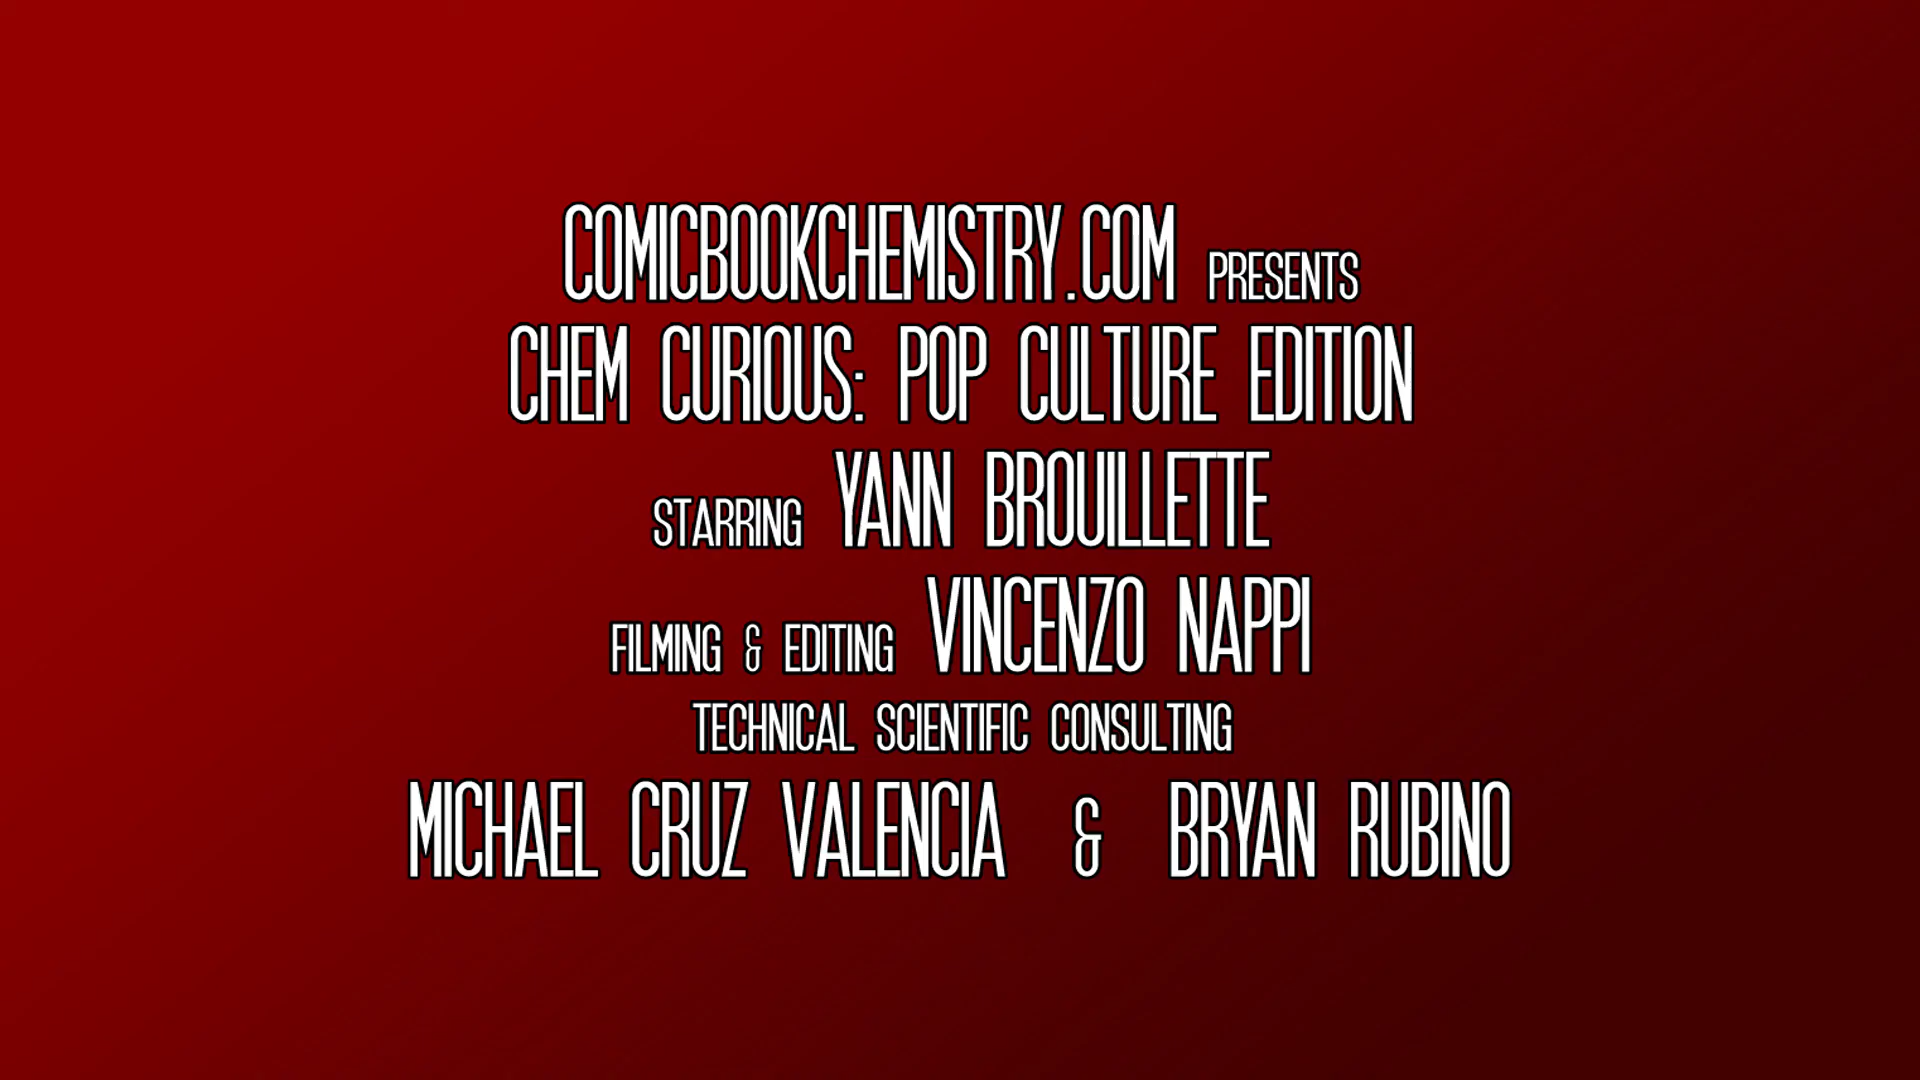 COMICBOOKCHEMISTRY.COM PRESENTS
CHEM CURIOUS: POP CULTURE EDITION
STARRING YANN BROUILLETTE
FILMING & EDITING VINCENZO NAPPI
TECHNICAL SCIENTIFIC CONSULTING
MICHAEL CRUZ VALENCIA & BRYAN RUBINO